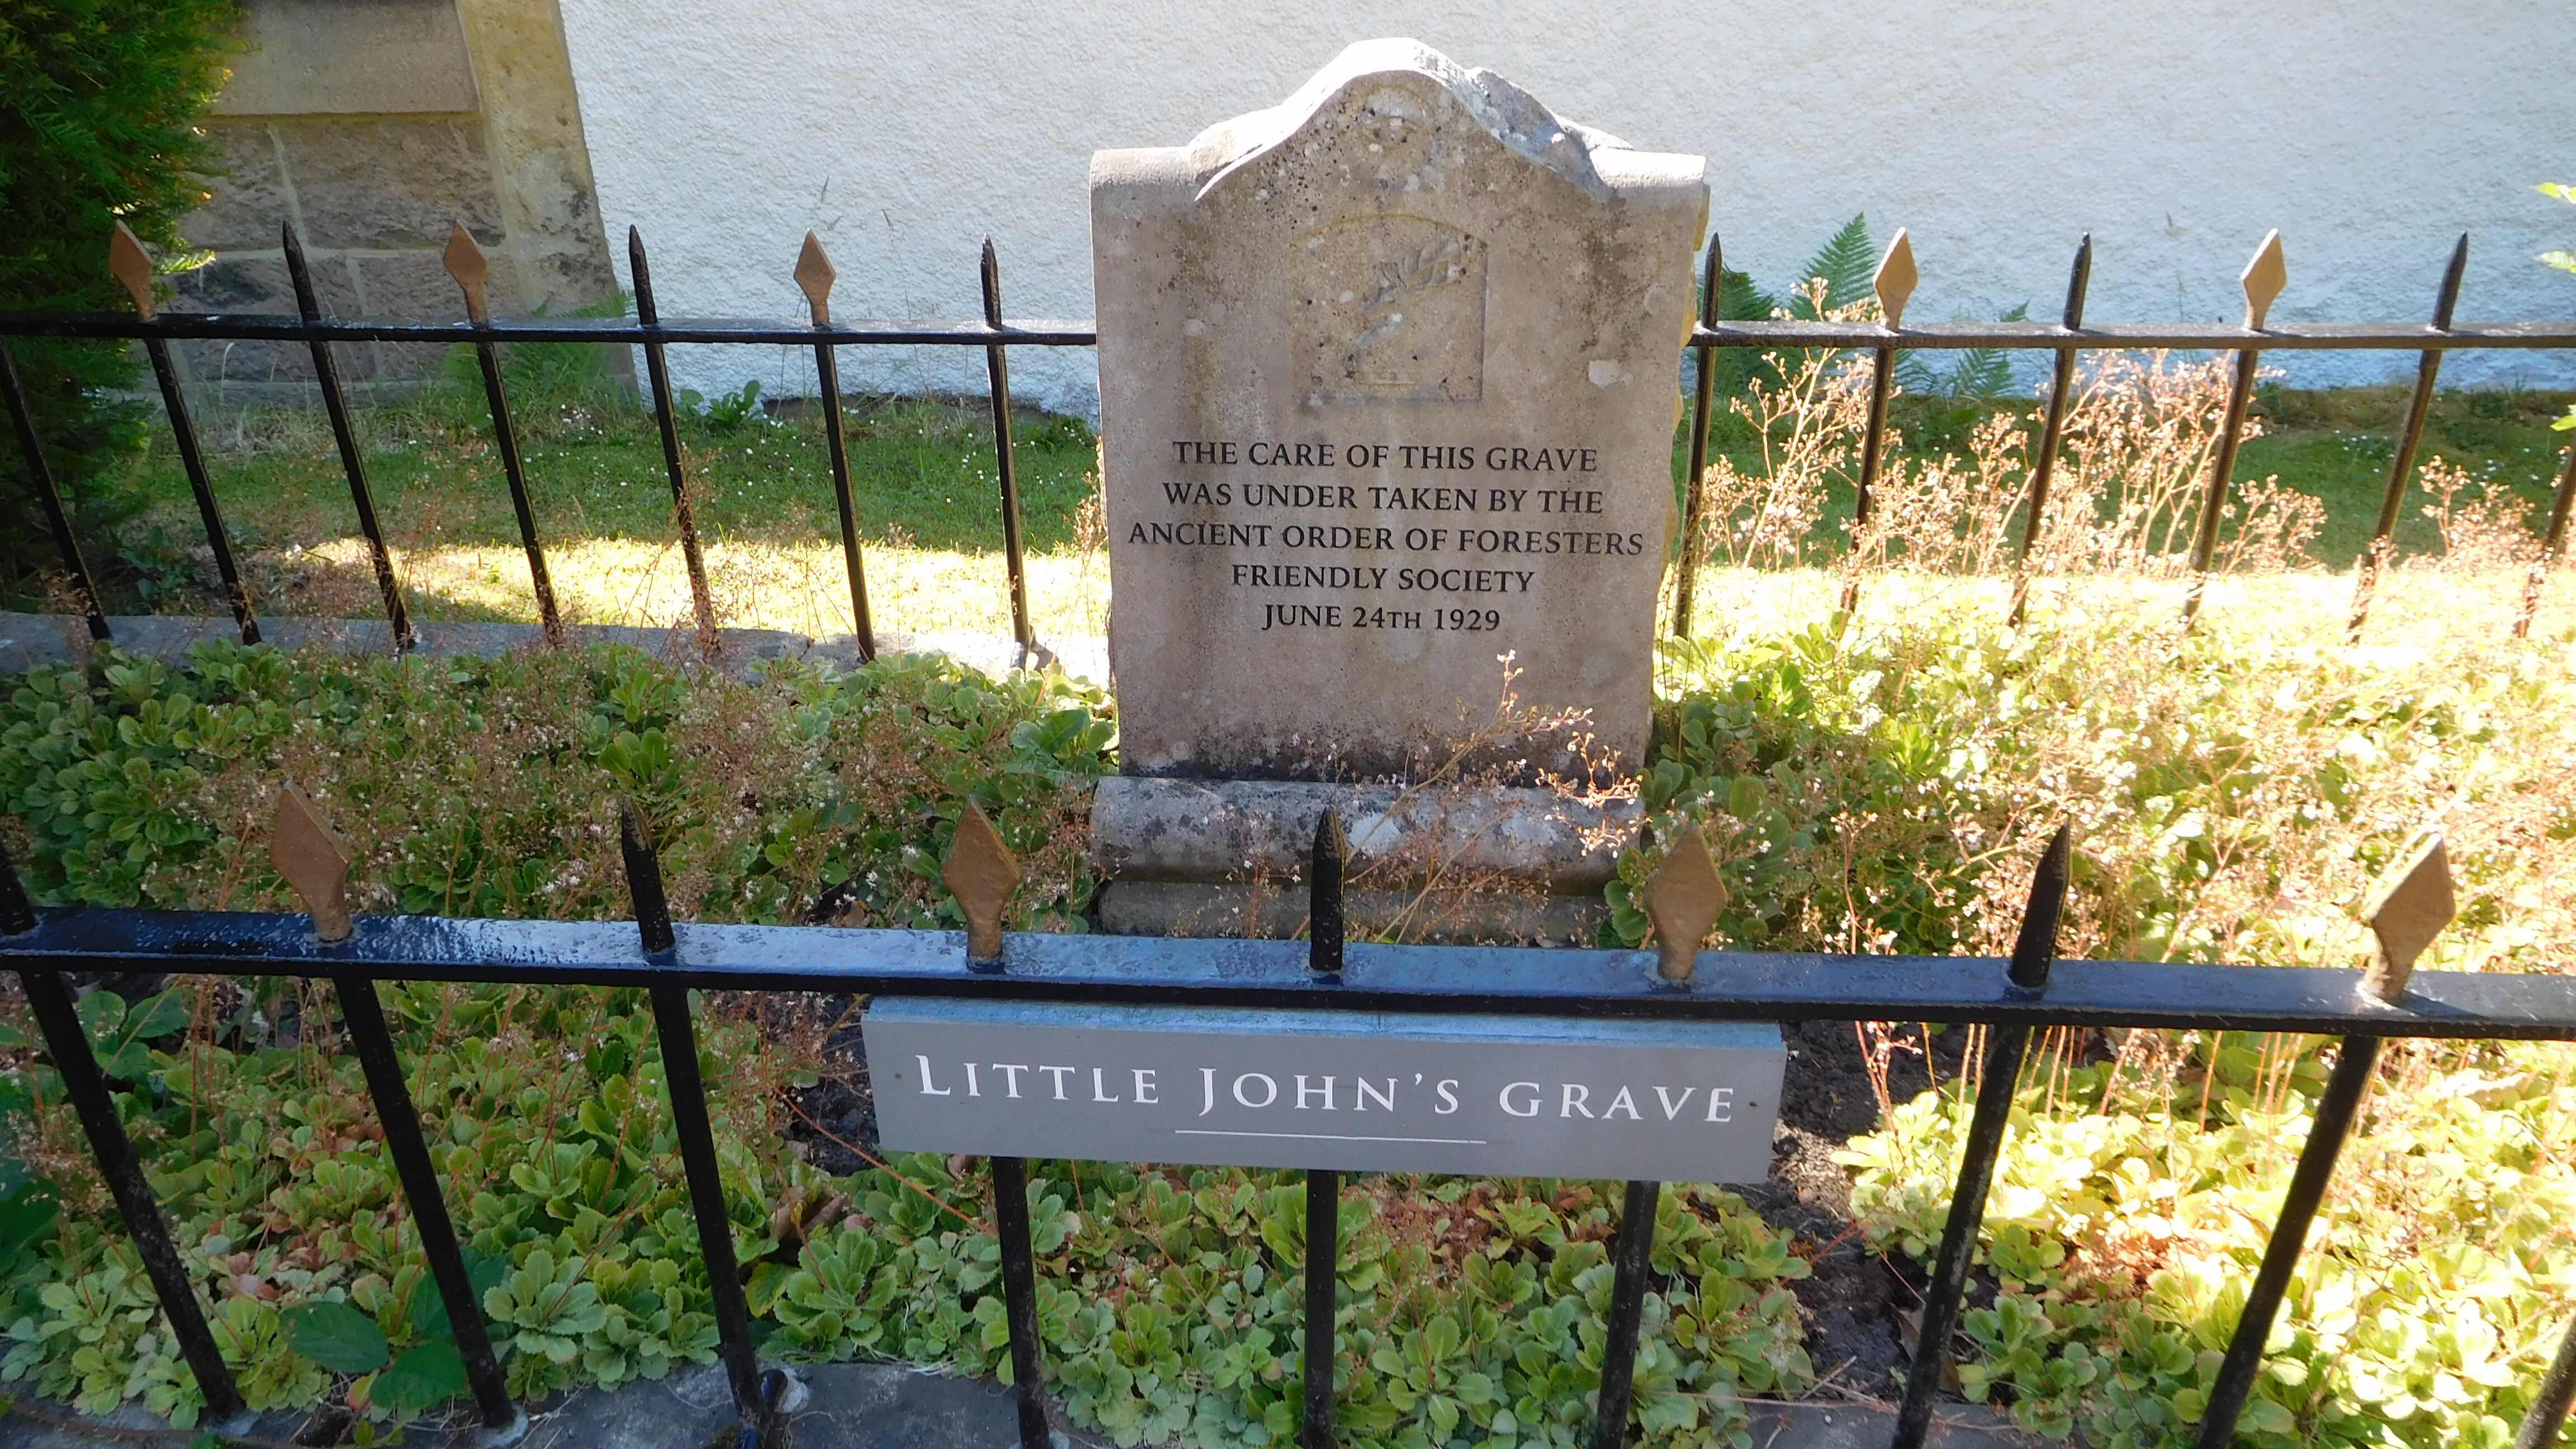 THE CARE OF THIS GRAVE
WAS UNDER TAKEN BY THE
ANCIENT ORDER OF FORESTERS
FRIENDLY SOCIETY
JUNE 24TH 1929
LITTLE JOHN'S GRAVE